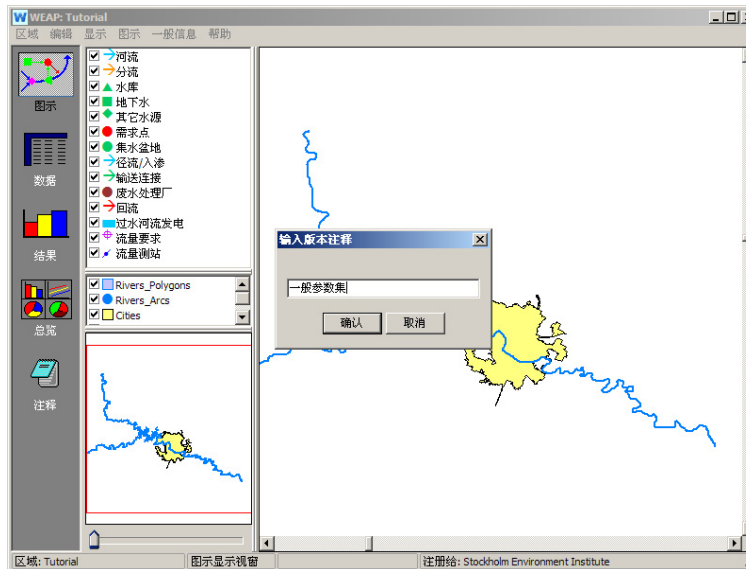 WEAP: Tutorial
区域 编辑 显示 图示 一般信息 帮助
图示
数据
结果
总览
注释
河流
分流
水库
地下水
其它水源
需求点
集水盆地
径流/入渗
输送连接
废水处理厂
回流
过水河流发电
流量要求
流量测站
Rivers_Polygons
Rivers_Arcs
Cities
输入版本注释
一般参数集
确认 取消
区域: Tutorial 图示显示视窗 注册给: Stockholm Environment Institute